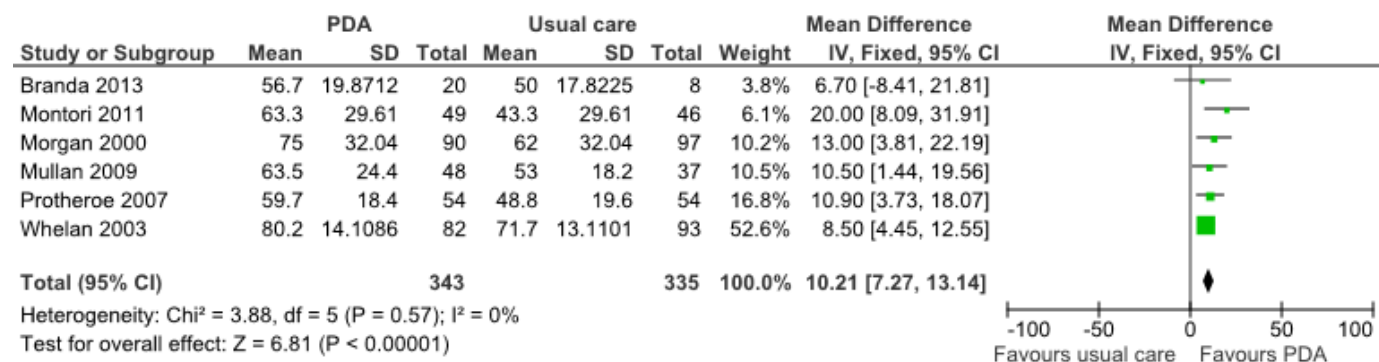 PDA Usual care Mean Difference Mean Difference
Study or Subgroup Mean SD Total Mean SD Total Weight IV, Fixed, 95% CI IV, Fixed, 95% CI
Branda 2013 56.7 19.8712 20 50 17.8225 8 3.8% 6.70 [-8.41, 21.81]
Montori 2011 63.3 29.61 49 43.3 29.61 46 6.1% 20.00 [8.09, 31.91]
Morgan 2000 75 32.04 90 62 32.04 97 10.2% 13.00 [3.81, 22.19]
Mullan 2009 63.5 24.4 48 53 18.2 37 10.5% 10.50 [1.44, 19.56]
Protheroe 2007 59.7 18.4 54 48.8 19.6 54 16.8% 10.90 [3.73, 18.07]
Whelan 2003 80.2 14.1086 82 71.7 13.1101 93 52.6% 8.50 [4.45, 12.55]
Total (95% CI) 343 335 100.0% 10.21 [7.27, 13.14]
Heterogeneity: Chi² = 3.88, df = 5 (P = 0.57); I² = 0%
Test for overall effect: Z = 6.81 (P < 0.00001)
-100 -50 0 50 100
Favours usual care Favours PDA